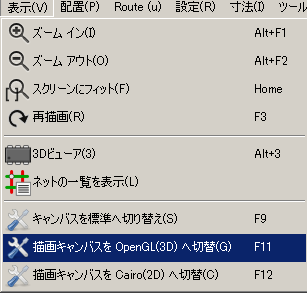 表示(V) 配置(P) Route (u) 設定(R) 寸法(I) ツール
ズーム イン(I) Alt+F1
ズーム アウト(O) Alt+F2
スクリーンにフィット(F) Home
再描画(R) F3
3Dビューア(3) Alt+3
ネットの一覧を表示(L)
キャンバスを標準へ切り替え(S) F9
描画キャンバスを OpenGL(3D) へ切替(G) F11
描画キャンバスを Cairo(2D) へ切替(C) F12